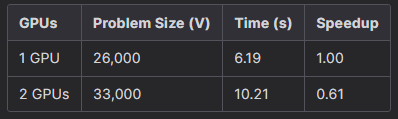 GPUs Problem Size (V) Time (s) Speedup
1 GPU 26,000 6.19 1.00
2 GPUs 33,000 10.21 0.61